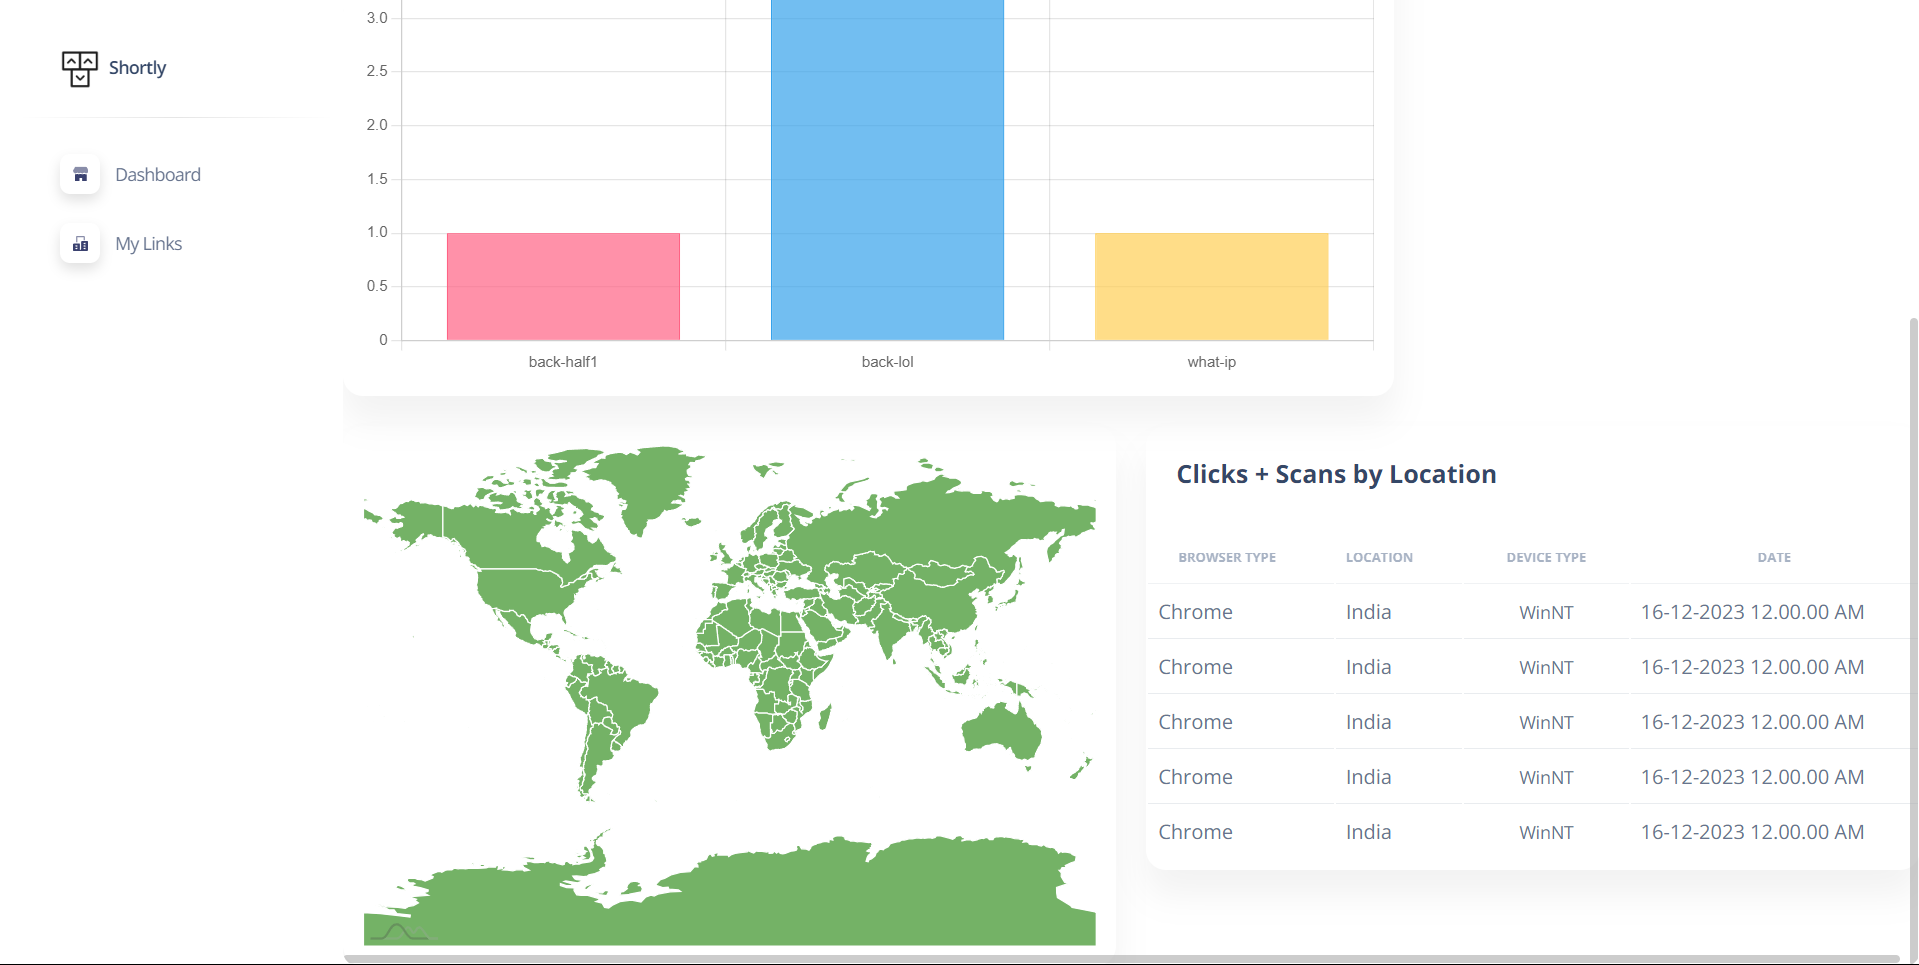 Shortly
Dashboard
My Links
3.0
2.5
2.0
1.5
1.0
0.5
0
back-half1 back-lol what-ip
Clicks + Scans by Location
BROWSER TYPE LOCATION DEVICE TYPE DATE
Chrome India WinNT 16-12-2023 12.00.00 AM
Chrome India WinNT 16-12-2023 12.00.00 AM
Chrome India WinNT 16-12-2023 12.00.00 AM
Chrome India WinNT 16-12-2023 12.00.00 AM
Chrome India WinNT 16-12-2023 12.00.00 AM